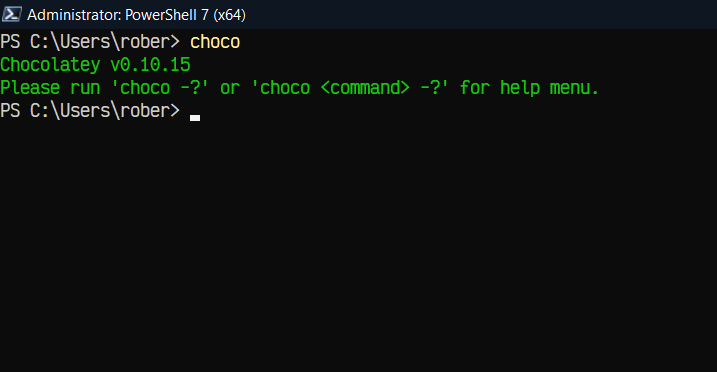 Administrator: PowerShell 7 (x64)
PS C:\Users\rober> choco
Chocolatey v0.10.15
Please run 'choco -?' or 'choco <command> -?' for help menu.
PS C:\Users\rober>